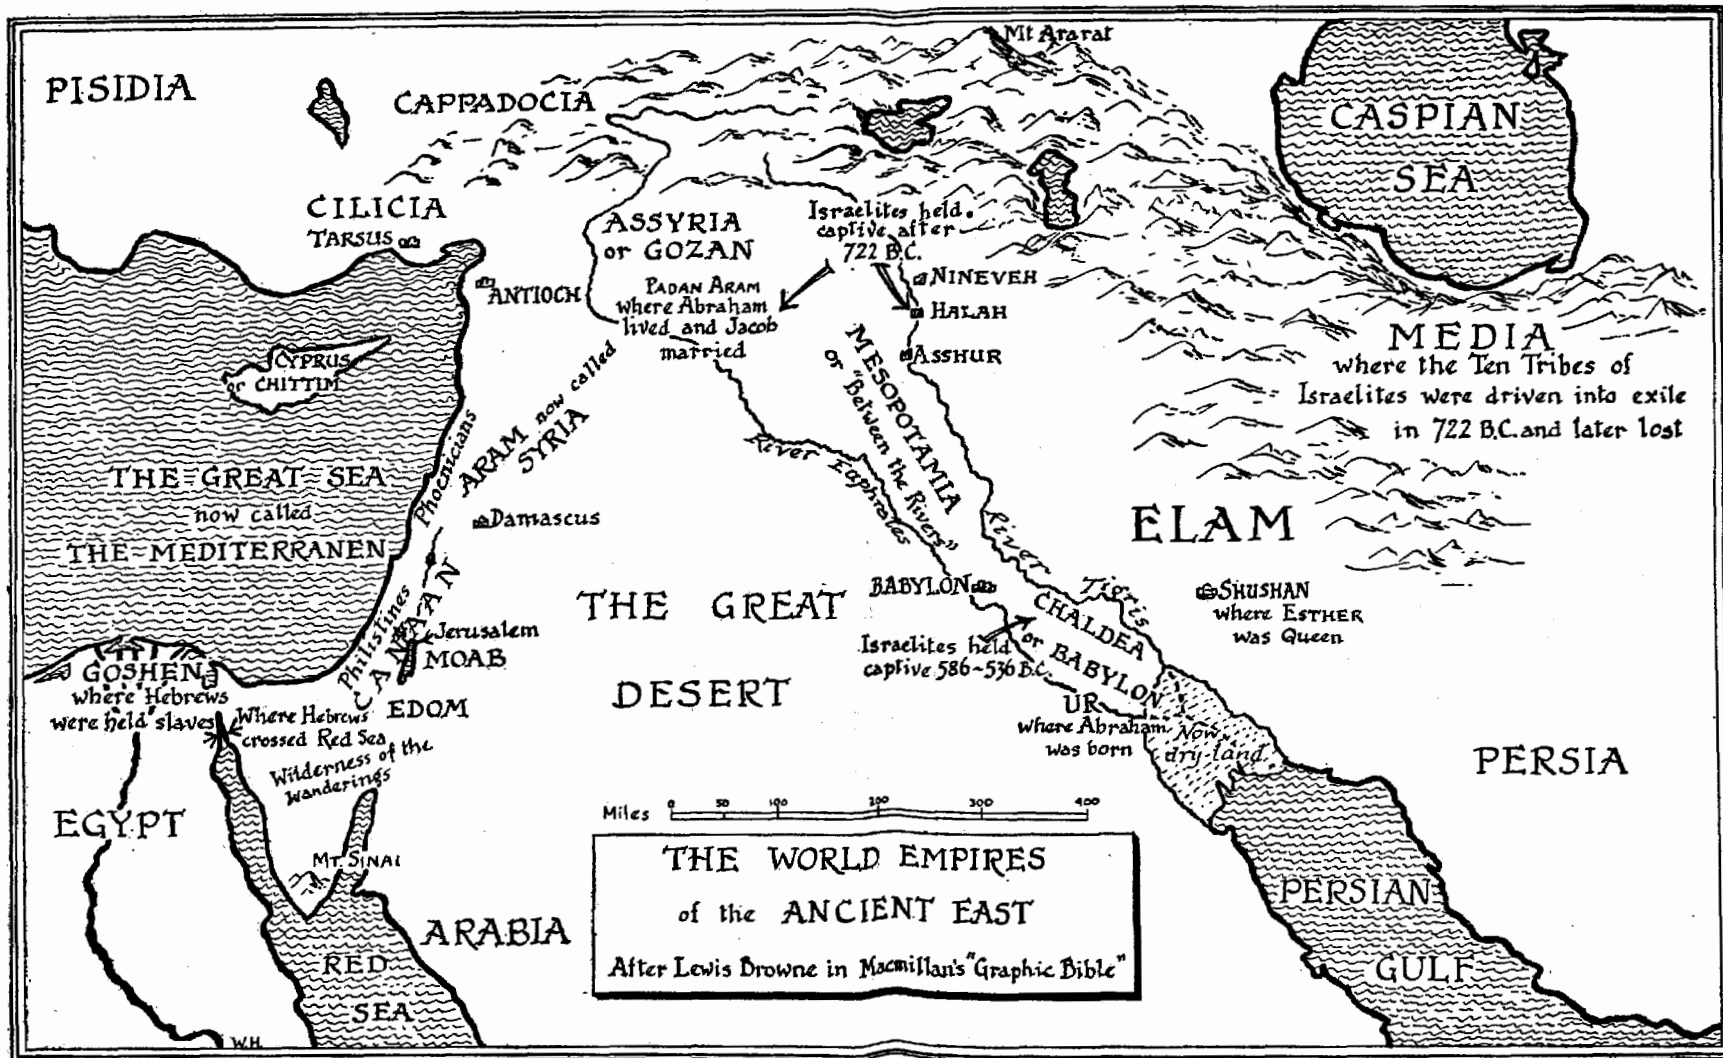 Mt Ararat
PISIDIA
CAPPADOCIA
CASPIAN
SEA
CILICIA
TARSUS
ASSYRIA
or GOZAN
Israelites held
captive after
722 B.C.
ANTIOCH
PADAN ARAM
where Abraham
lived and Jacob
married
NINEVEH
HALAH
ASSHUR
MEDIA
where the Ten Tribes of
Israelites were driven into exile
in 722 B.C. and later lost
CYPRUS
or CHITTIM
ARAM now called
SYRIA
Phoenicians
MESOPOTAMIA
or "Between the Rivers"
River Euphrates
THE GREAT SEA
now called
THE MEDITERRANEN
Damascus
ELAM
River Tigris
SHUSHAN
where ESTHER
was Queen
THE GREAT
DESERT
BABYLON
CHALDEA
or BABYLON
Israelites held
captive 586-536 B.C.
Philistines
CANAAN
Jerusalem
MOAB
EDOM
GOSHEN
where Hebrews
were held slaves
Where Hebrews
crossed Red Sea
Wilderness of the
Wanderings
UR
where Abraham
was born
Now
dry land
PERSIA
EGYPT
MT. SINAI
Miles 0 50 100 200 300 400
THE WORLD EMPIRES
of the ANCIENT EAST
After Lewis Browne in Macmillan's "Graphic Bible"
ARABIA
RED
SEA
PERSIAN
GULF
W.H.